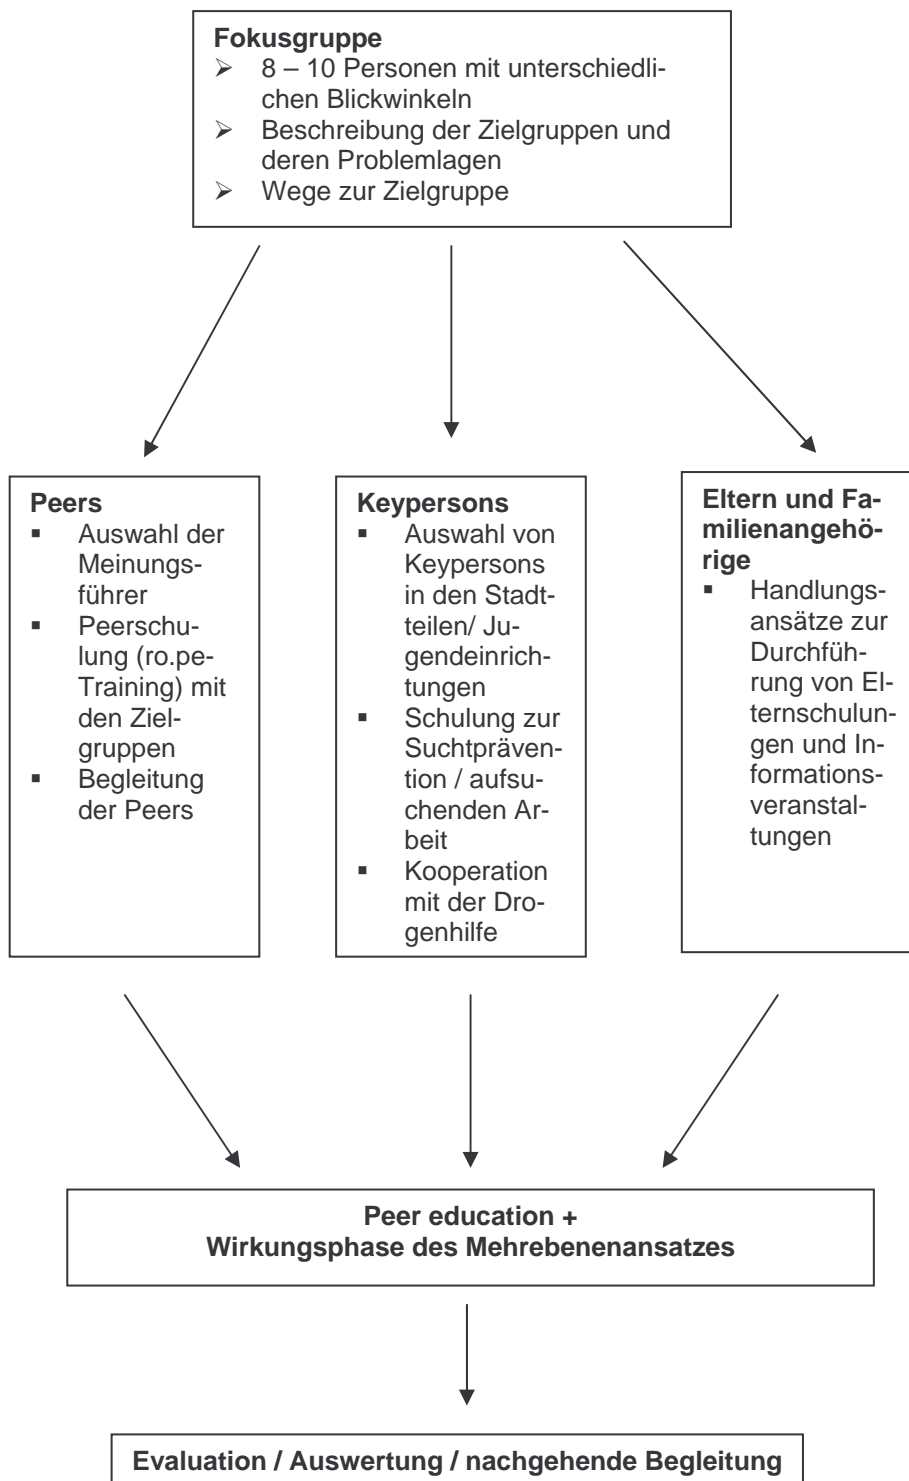 Fokusgruppe
➢ 8 – 10 Personen mit unterschiedli-
chen Blickwinkeln
➢ Beschreibung der Zielgruppen und
deren Problemlagen
➢ Wege zur Zielgruppe
Peers
▪ Auswahl der
Meinungs-
führer
▪ Peerschu-
lung (ro.pe-
Training) mit
den Ziel-
gruppen
▪ Begleitung
der Peers
Keypersons
▪ Auswahl von
Keypersons
in den Stadt-
teilen/ Ju-
gendeinrich-
tungen
▪ Schulung zur
Suchtpräven-
tion / aufsu-
chenden Ar-
beit
▪ Kooperation
mit der Dro-
genhilfe
Eltern und Fa-
milienangehö-
rige
▪ Handlungs-
ansätze zur
Durchfüh-
rung von El-
ternschulun-
gen und In-
formations-
veranstal-
tungen
Peer education +
Wirkungsphase des Mehrebenenansatzes
Evaluation / Auswertung / nachgehende Begleitung